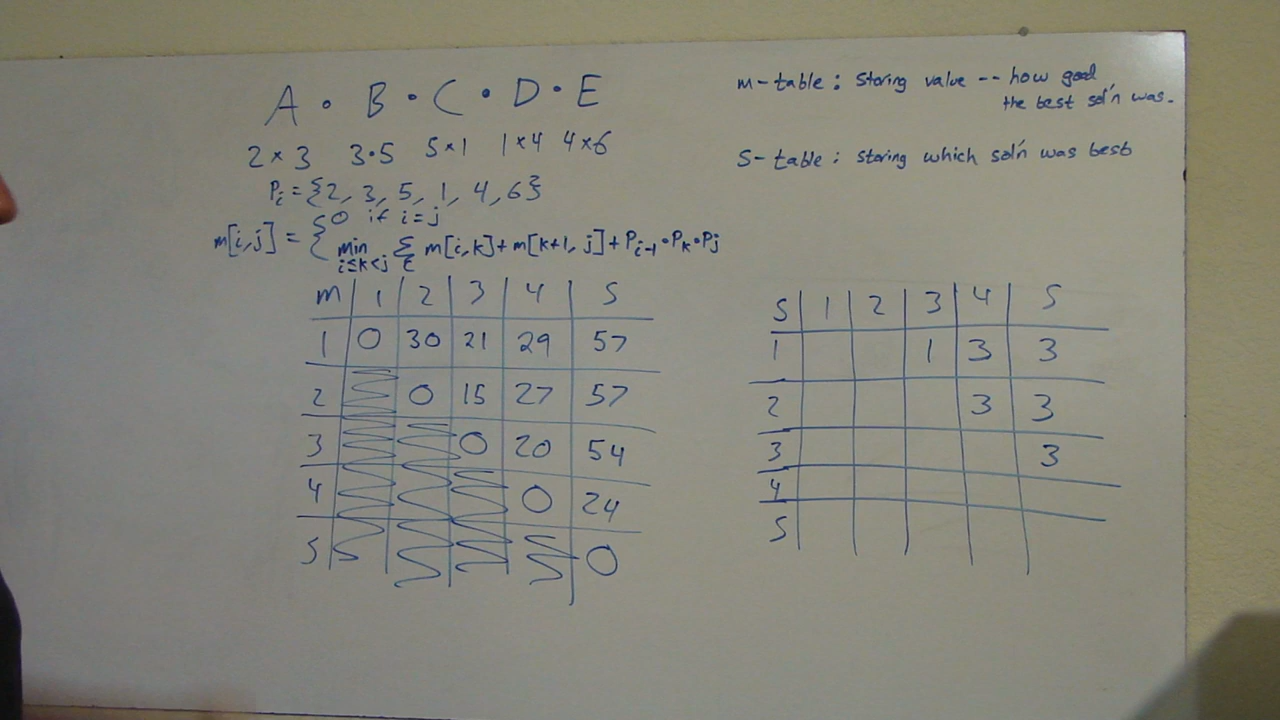 A • B • C • D • E
2 × 3 3•5 5×1 1×4 4×6
Pi = {2, 3, 5, 1, 4, 6}
m[i,j] = { 0 if i=j
min i≤k<j { m[i,k] + m[k+1, j] + Pi-1 • Pk • Pj
m 1 2 3 4 5
1 0 30 21 29 57
2 0 15 27 57
3 0 20 54
4 0 24
5 0
m-table: Storing value -- how good
the best sol'n was.
S-table: storing which sol'n was best
S 1 2 3 4 5
1 1 3 3
2 3 3
3 3
4
5